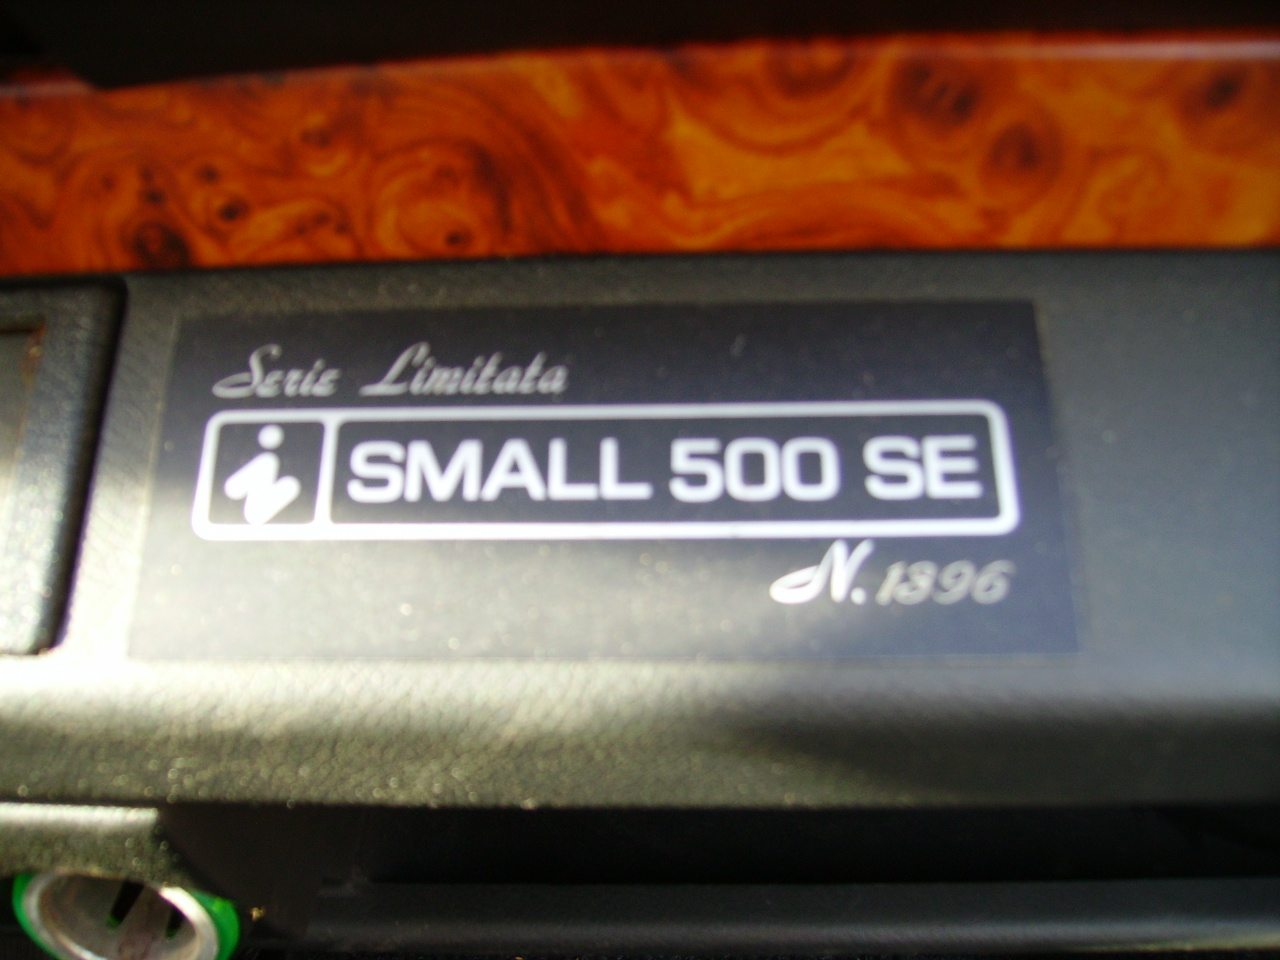 Serie Limitata
i SMALL 500 SE
N. 1396